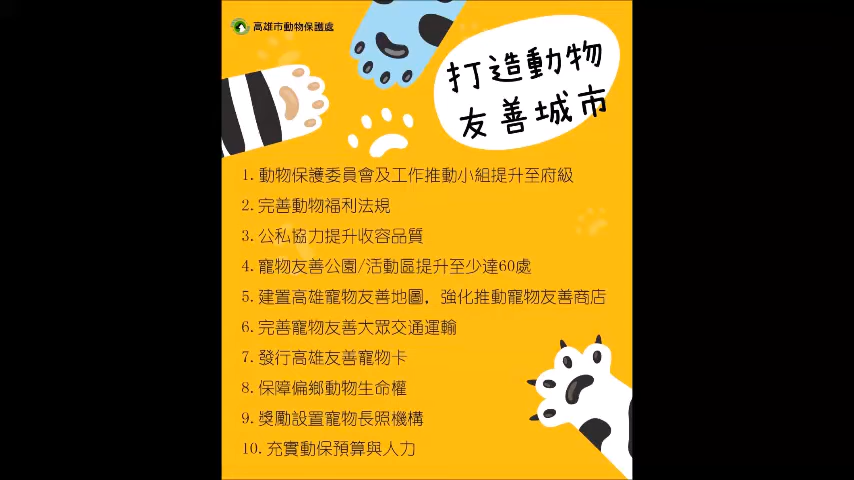 高雄市動物保護處
打造動物
友善城市
1. 動物保護委員會及工作推動小組提升至府級
2. 完善動物福利法規
3. 公私協力提升收容品質
4. 寵物友善公園/活動區提升至少達60處
5. 建置高雄寵物友善地圖，強化推動寵物友善商店
6. 完善寵物友善大眾交通運輸
7. 發行高雄友善寵物卡
8. 保障偏鄉動物生命權
9. 獎勵設置寵物長照機構
10. 充實動保預算與人力